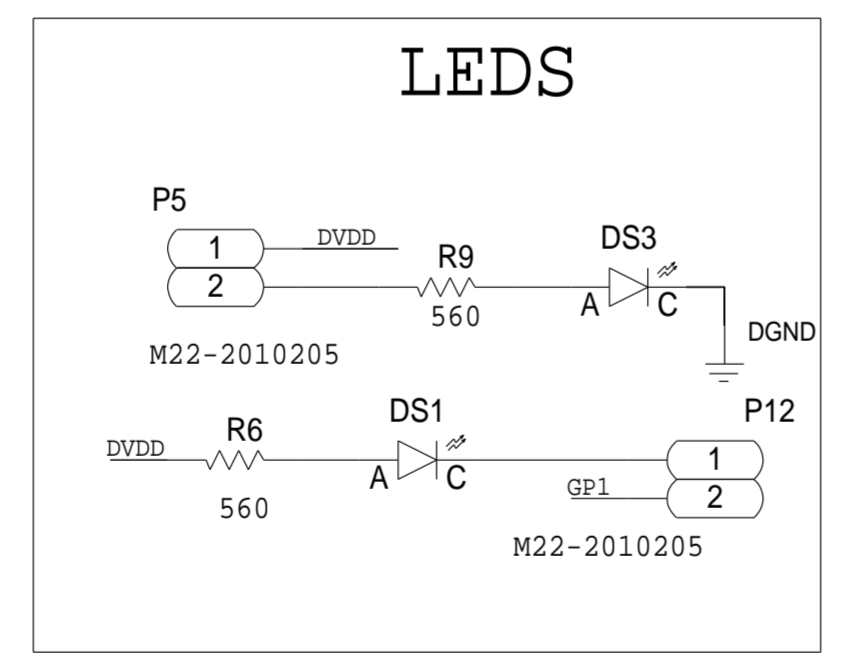 LEDS
P5
1 DVDD
2
R9
560
DS3
A C
DGND
M22-2010205
DVDD
R6
560
DS1
A C
P12
1
GP1 2
M22-2010205